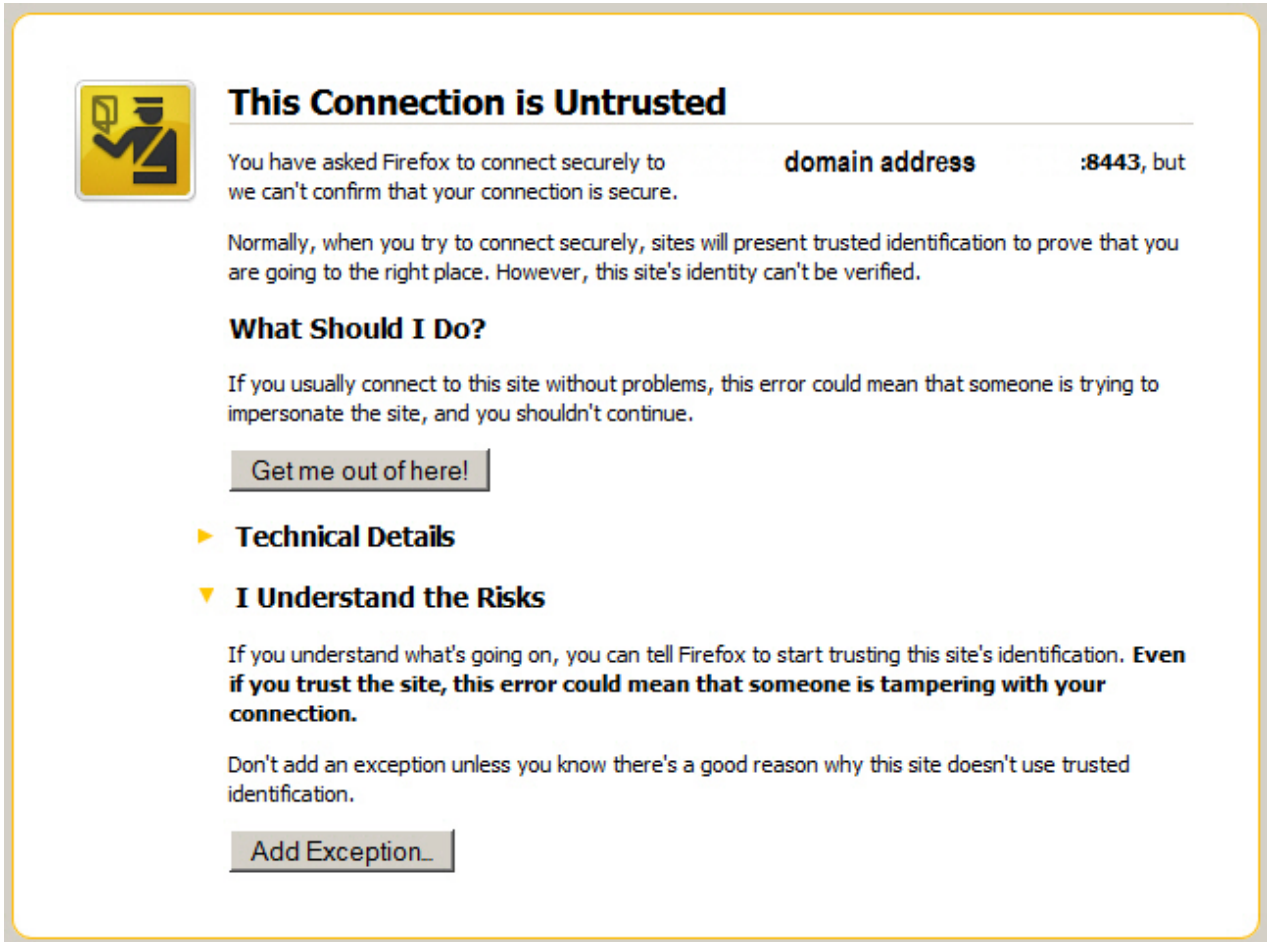 This Connection is Untrusted
You have asked Firefox to connect securely to domain address :8443, but
we can't confirm that your connection is secure.
Normally, when you try to connect securely, sites will present trusted identification to prove that you
are going to the right place. However, this site's identity can't be verified.
What Should I Do?
If you usually connect to this site without problems, this error could mean that someone is trying to
impersonate the site, and you shouldn't continue.
Get me out of here!
Technical Details
I Understand the Risks
If you understand what's going on, you can tell Firefox to start trusting this site's identification. Even
if you trust the site, this error could mean that someone is tampering with your
connection.
Don't add an exception unless you know there's a good reason why this site doesn't use trusted
identification.
Add Exception...